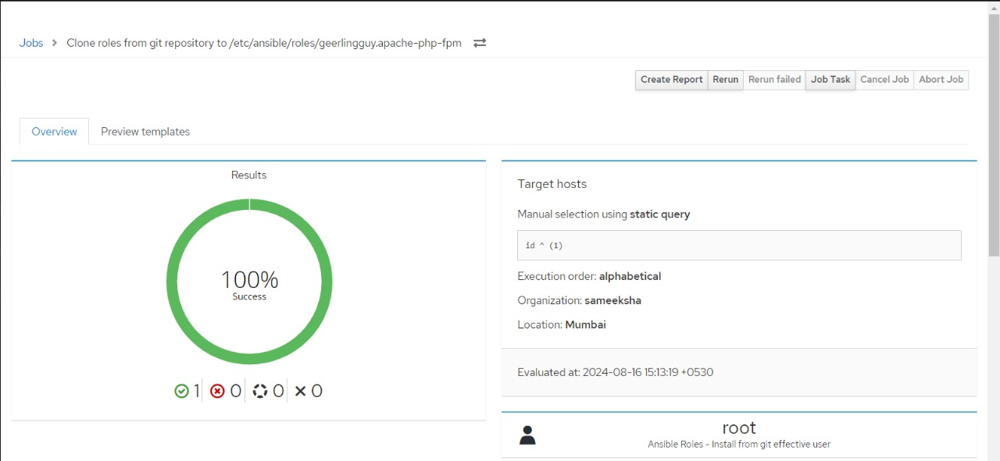 Jobs > Clone roles from git repository to /etc/ansible/roles/geerlingguy.apache-php-fpm
Create Report Rerun Rerun failed Job Task Cancel Job Abort Job
Overview Preview templates
Results
100%
Success
1 0 0 0
Target hosts
Manual selection using static query
id ^ (1)
Execution order: alphabetical
Organization: sameeksha
Location: Mumbai
Evaluated at: 2024-08-16 15:13:19 +0530
root
Ansible Roles - Install from git effective user